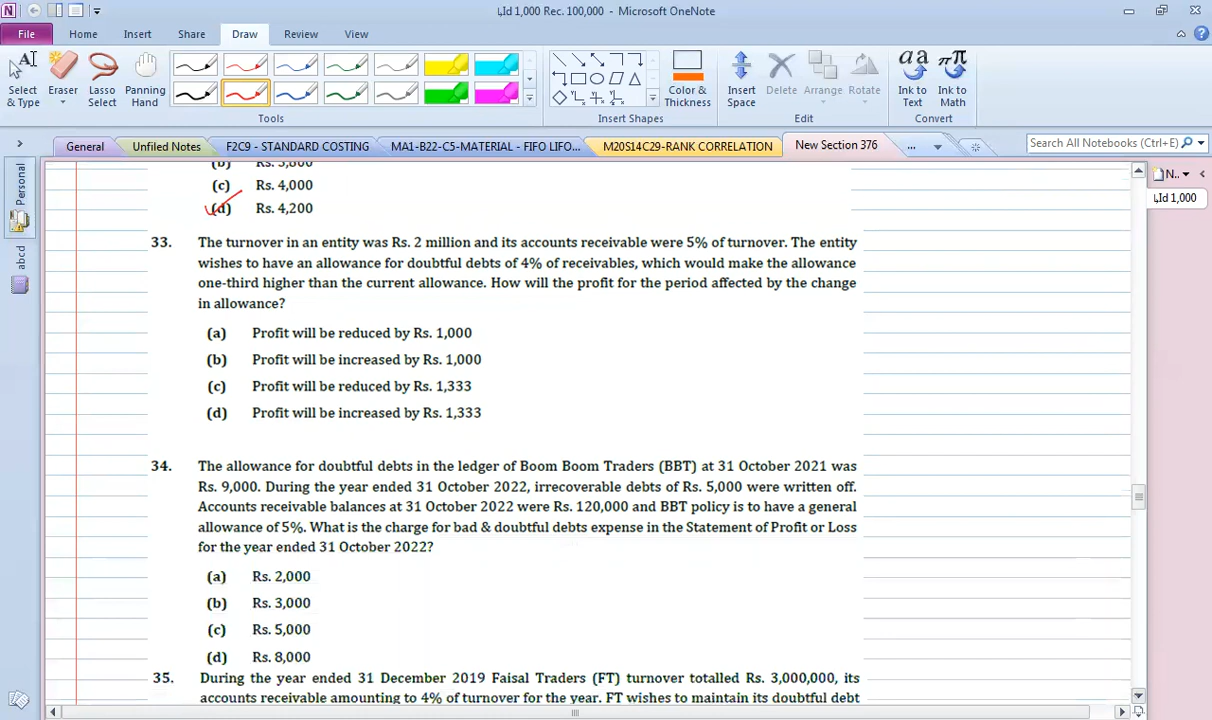 ҷId 1,000 Rec. 100,000 - Microsoft OneNote
File Home Insert Share Draw Review View
Select & Type
Eraser
Lasso Select
Panning Hand
Color & Thickness
Insert Space
Delete
Arrange
Rotate
Ink to Text
Ink to Math
Tools
Insert Shapes
Edit
Convert
General
Unfiled Notes
F2C9 - STANDARD COSTING
MA1-B22-C5-MATERIAL - FIFO LIFO...
M20S14C29-RANK CORRELATION
New Section 376
...
Search All Notebooks (Ctrl+E)
Personal
abcd
N..
ҷId 1,000
(b) Rs. 3,800
(c) Rs. 4,000
(d) Rs. 4,200
33. The turnover in an entity was Rs. 2 million and its accounts receivable were 5% of turnover. The entity
wishes to have an allowance for doubtful debts of 4% of receivables, which would make the allowance
one-third higher than the current allowance. How will the profit for the period affected by the change
in allowance?
(a) Profit will be reduced by Rs. 1,000
(b) Profit will be increased by Rs. 1,000
(c) Profit will be reduced by Rs. 1,333
(d) Profit will be increased by Rs. 1,333
34. The allowance for doubtful debts in the ledger of Boom Boom Traders (BBT) at 31 October 2021 was
Rs. 9,000. During the year ended 31 October 2022, irrecoverable debts of Rs. 5,000 were written off.
Accounts receivable balances at 31 October 2022 were Rs. 120,000 and BBT policy is to have a general
allowance of 5%. What is the charge for bad & doubtful debts expense in the Statement of Profit or Loss
for the year ended 31 October 2022?
(a) Rs. 2,000
(b) Rs. 3,000
(c) Rs. 5,000
(d) Rs. 8,000
35. During the year ended 31 December 2019 Faisal Traders (FT) turnover totalled Rs. 3,000,000, its
accounts receivable amounting to 4% of turnover for the year. FT wishes to maintain its doubtful debt